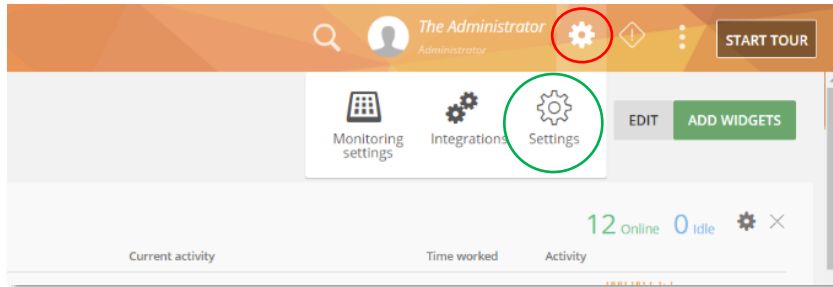 The Administrator
Administrator
START TOUR
Monitoring settings
Integrations
Settings
EDIT
ADD WIDGETS
12 Online 0 Idle
Current activity
Time worked
Activity